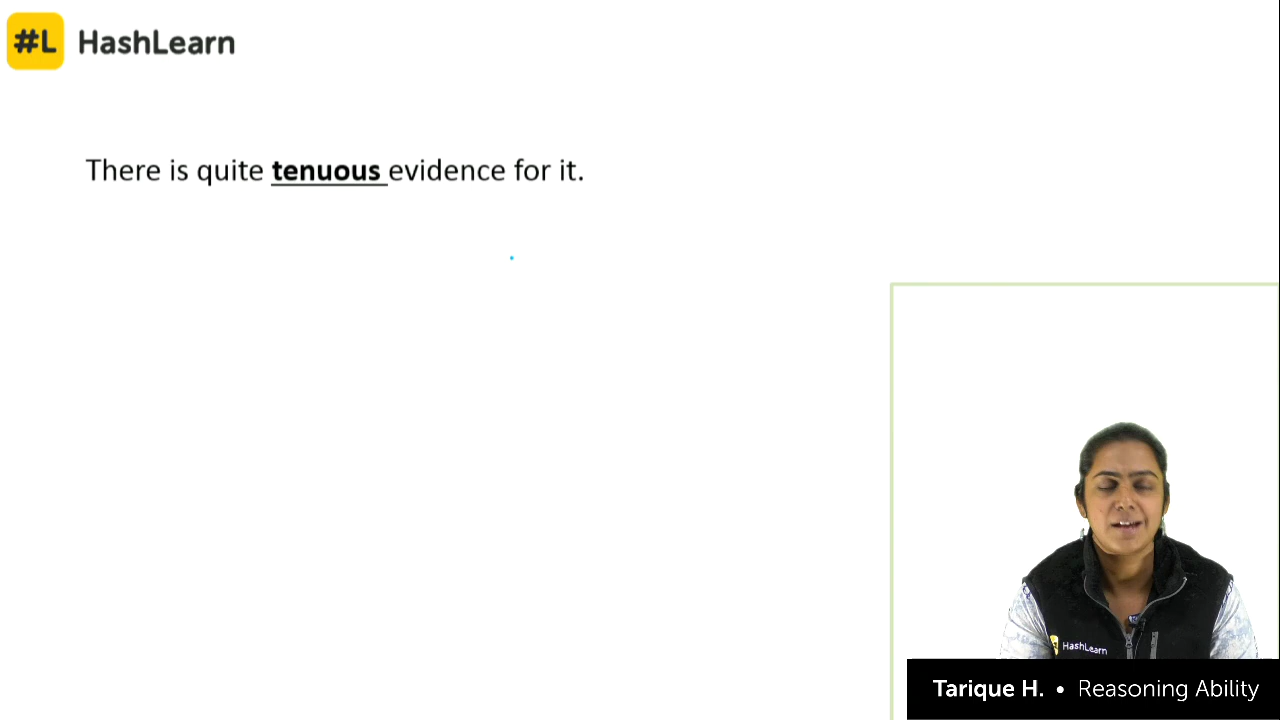 #L HashLearn
There is quite tenuous evidence for it.
HashLearn
Tarique H. • Reasoning Ability